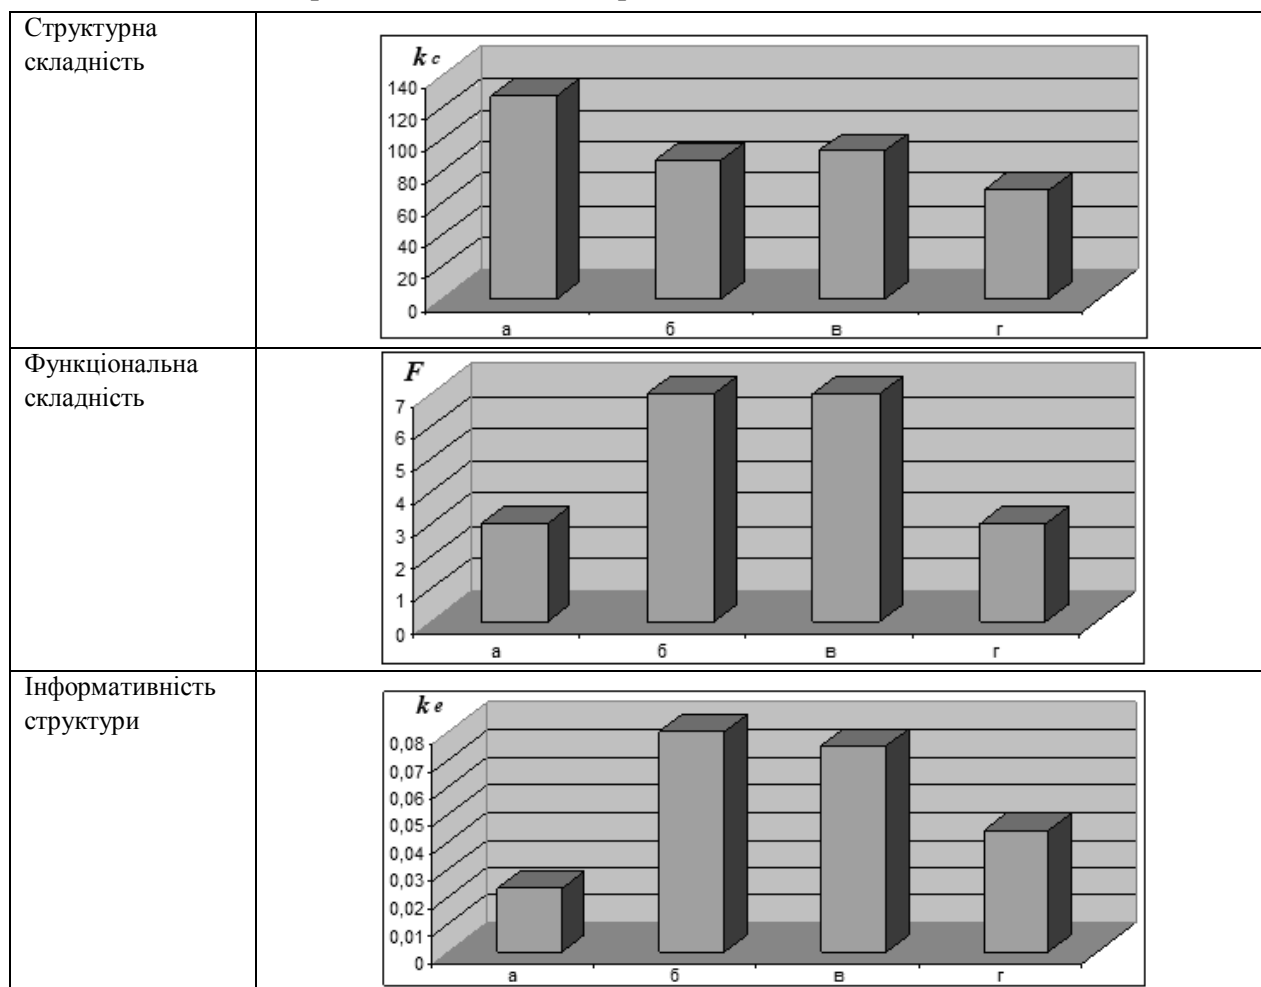 Структурна
складність
k c
140
120
100
80
60
40
20
0
а б в г
Функціональна
складність
F
7
6
5
4
3
2
1
0
а б в г
Інформативність
структури
k e
0,08
0,07
0,06
0,05
0,04
0,03
0,02
0,01
0
а б в г